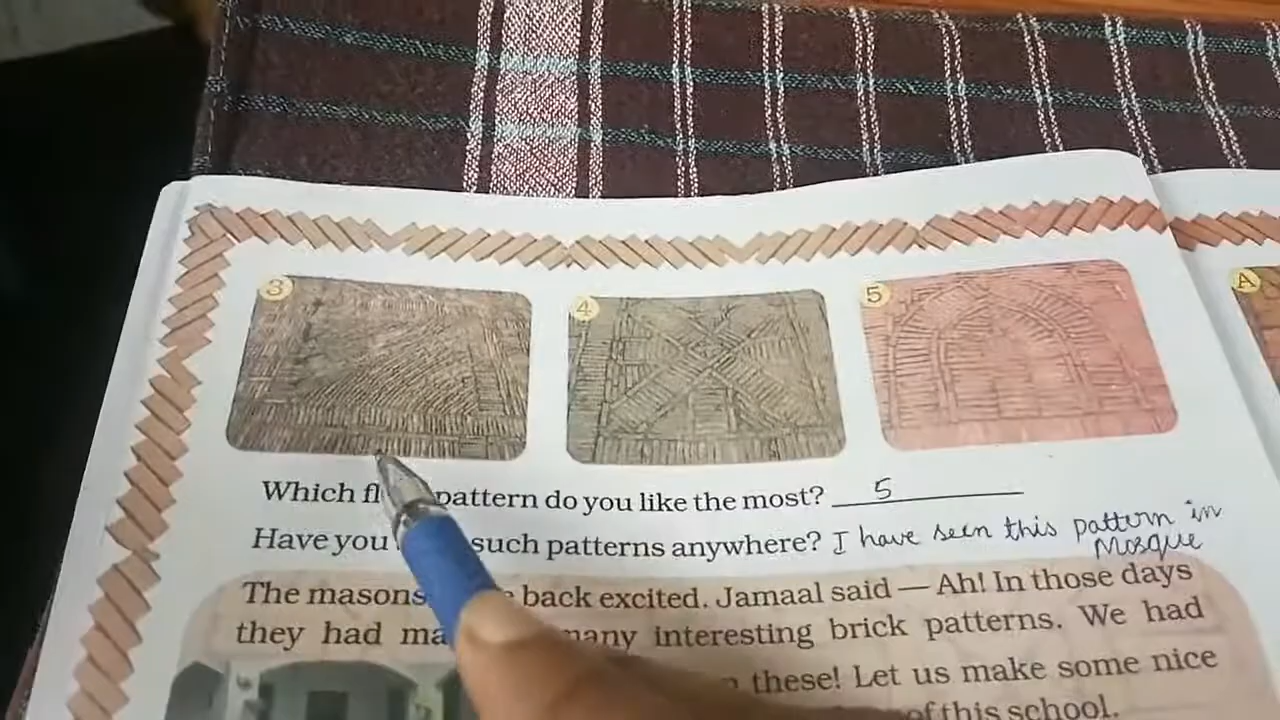 3
4
5
A
Which pattern do you like the most? 5
Have you such patterns anywhere? I have seen this pattern in
Mosque
The masons back excited. Jamaal said — Ah! In those days
they had many interesting brick patterns. We had
these! Let us make some nice
of this school.